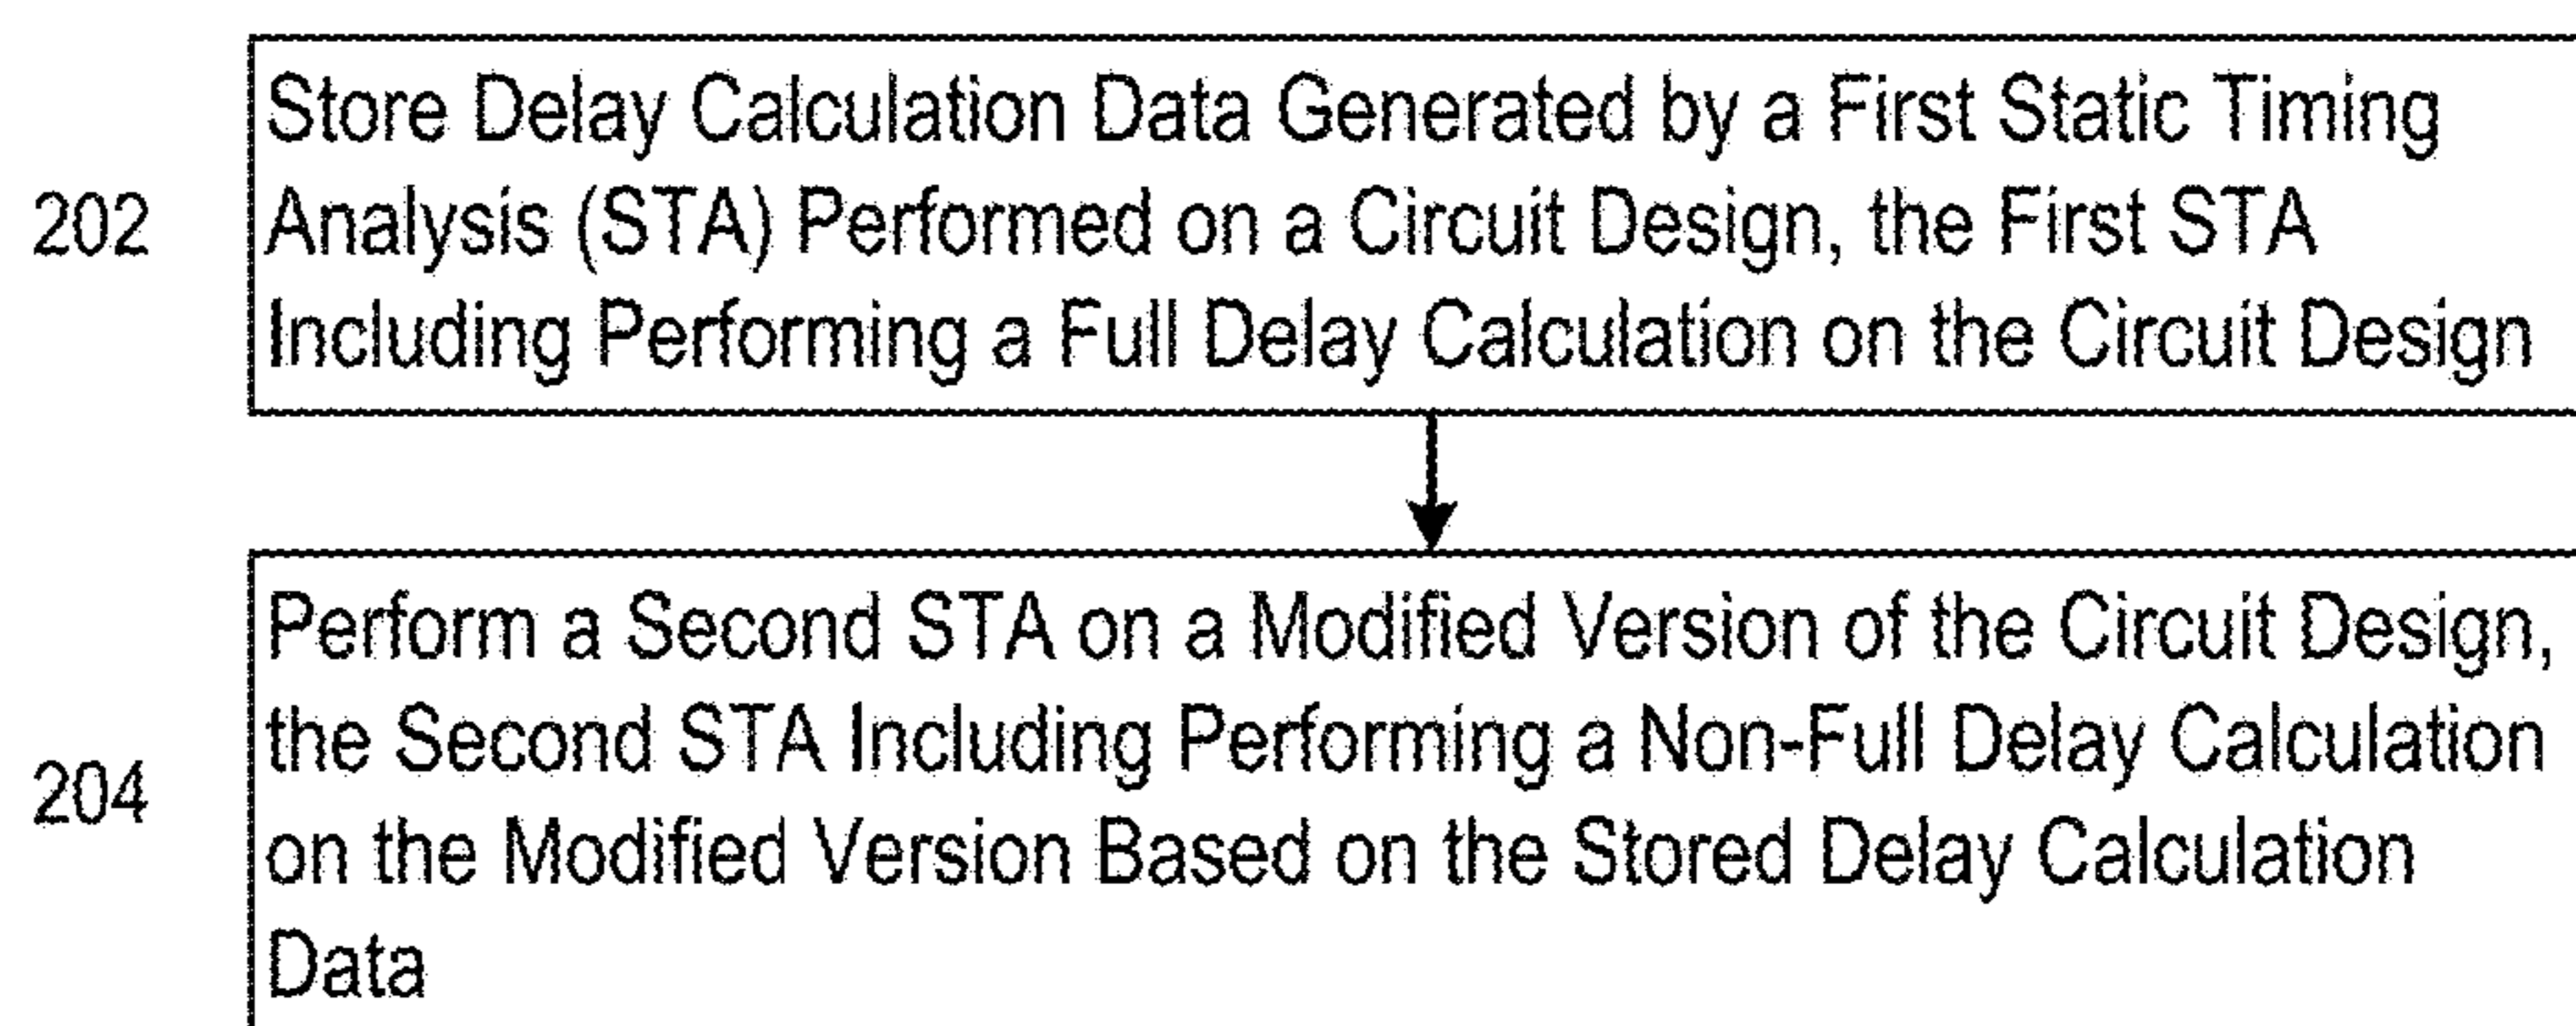 Store Delay Calculation Data Generated by a First Static Timing
202
Analysis (STA) Performed on a Circuit Design, the First STA
Including Performing a Full Delay Calculation on the Circuit Design
Perform a Second STA on a Modified Version of the Circuit Design,
the Second STA Including Performing a Non-Full Delay Calculation
204
on the Modified Version Based on the Stored Delay Calculation
Data